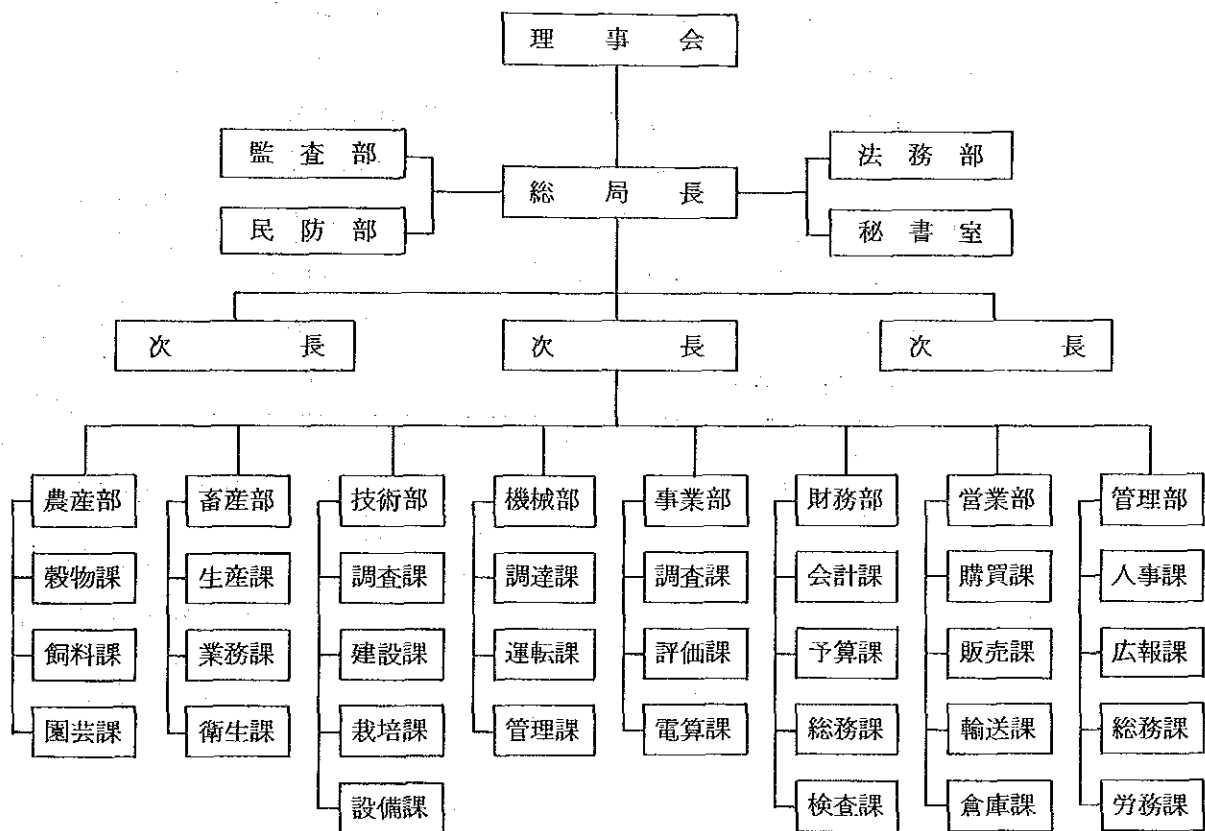 理事会
監査部
法務部
総局長
民防部
秘書室
次長
次長
次長
農産部
畜産部
技術部
機械部
事業部
財務部
営業部
管理部
穀物課
生産課
調査課
調達課
調査課
会計課
購買課
人事課
飼料課
業務課
建設課
運転課
評価課
予算課
販売課
広報課
園芸課
衛生課
栽培課
管理課
電算課
総務課
輸送課
総務課
設備課
検査課
倉庫課
労務課